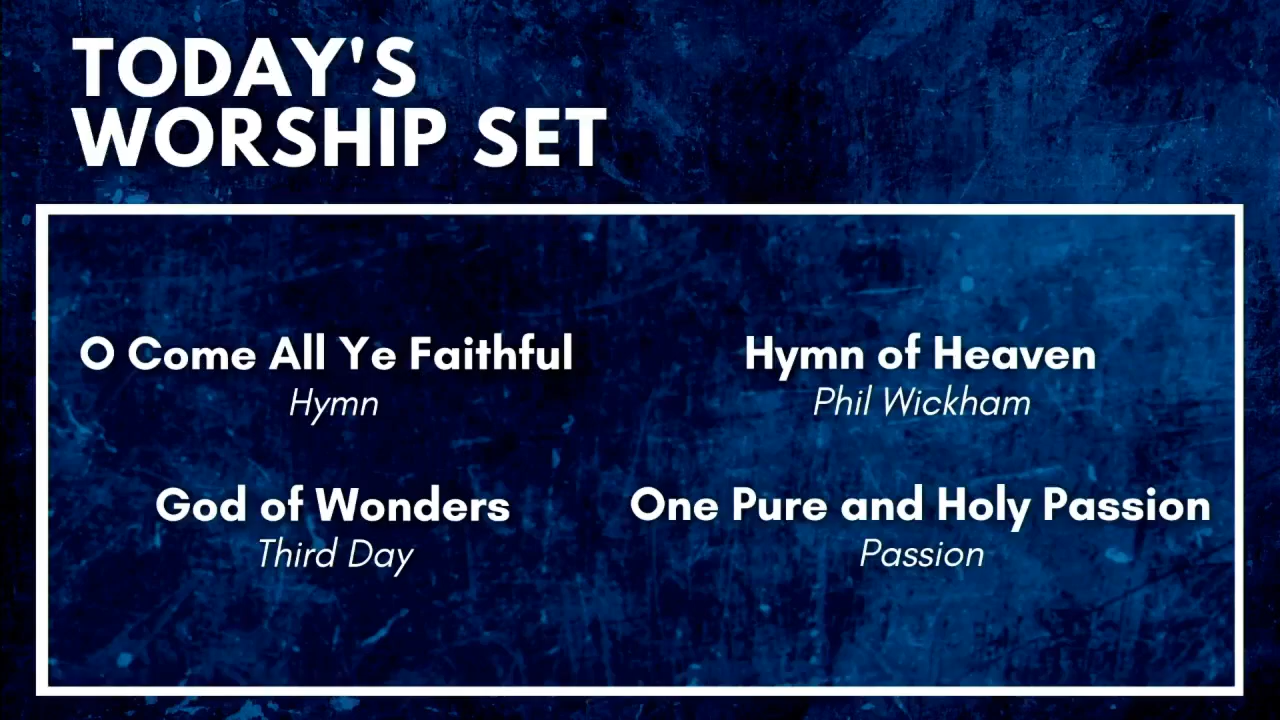 TODAY'S
WORSHIP SET
O Come All Ye Faithful
Hymn
God of Wonders
Third Day
Hymn of Heaven
Phil Wickham
One Pure and Holy Passion
Passion